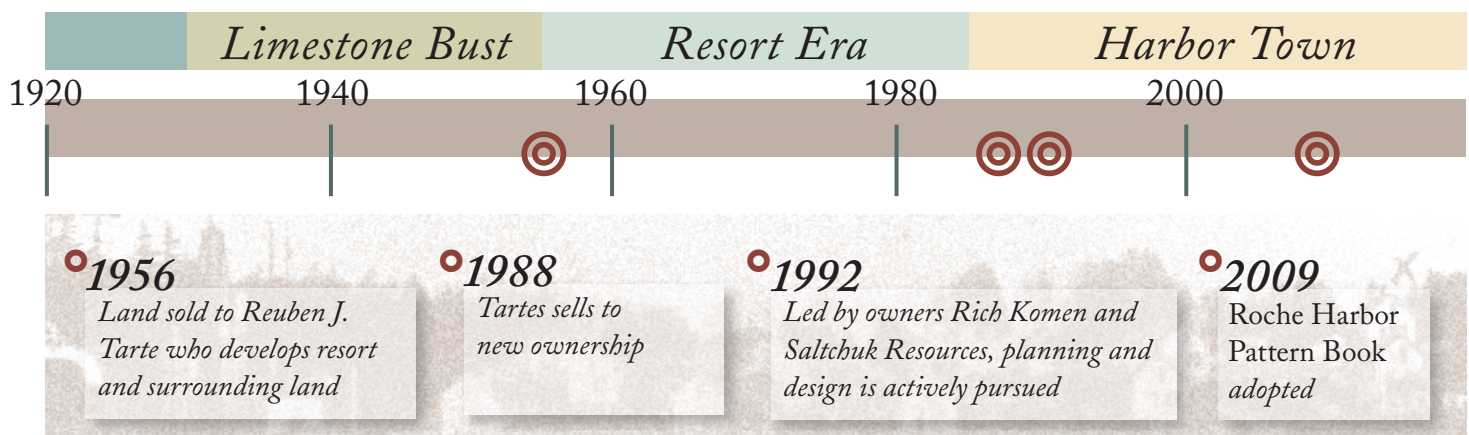 Limestone Bust
Resort Era
Harbor Town
1920
1940
1960
1980
2000
1956
Land sold to Reuben J.
Tarte who develops resort
and surrounding land
1988
Tartes sells to
new ownership
1992
Led by owners Rich Komen and
Saltchuk Resources, planning and
design is actively pursued
2009
Roche Harbor
Pattern Book
adopted